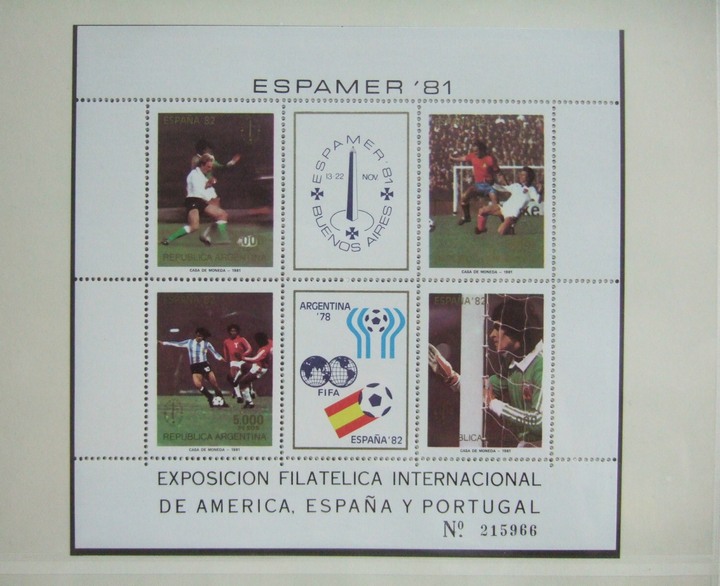 ESPAMER '81
ESPAÑA '82
REPUBLICA ARGENTINA
CASA DE MONEDA - 1981
ESPAMER '81
13-22 NOV.
BUENOS AIRES
CASA DE MONEDA - 1981
5.000
REPUBLICA ARGENTINA
CASA DE MONEDA - 1981
ARGENTINA
'78
FIFA
ESPAÑA '82
ESPAÑA '82
CASA DE MONEDA - 1981
EXPOSICION FILATELICA INTERNACIONAL
DE AMERICA, ESPAÑA Y PORTUGAL
Nº 215966